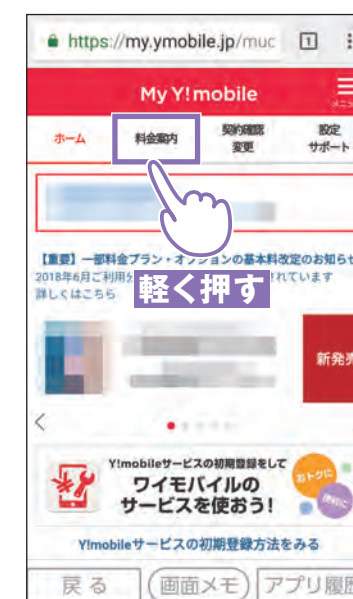 https://my.ymobile.jp/muc 1
My Y!mobile
メニュー
ホーム 料金案内 契約確認 変更 設定 サポート
【重要】一部料金プラン・オプションの基本料改定のお知らせ
2018年6月ご利用分 されています
詳しくはこちら
軽く押す
新発売
Y!mobileサービスの初期登録をして
ワイモバイルの
サービスを使おう!
おトクに
便利に
Y!mobileサービスの初期登録方法をみる
戻る 画面メモ アプリ履歴